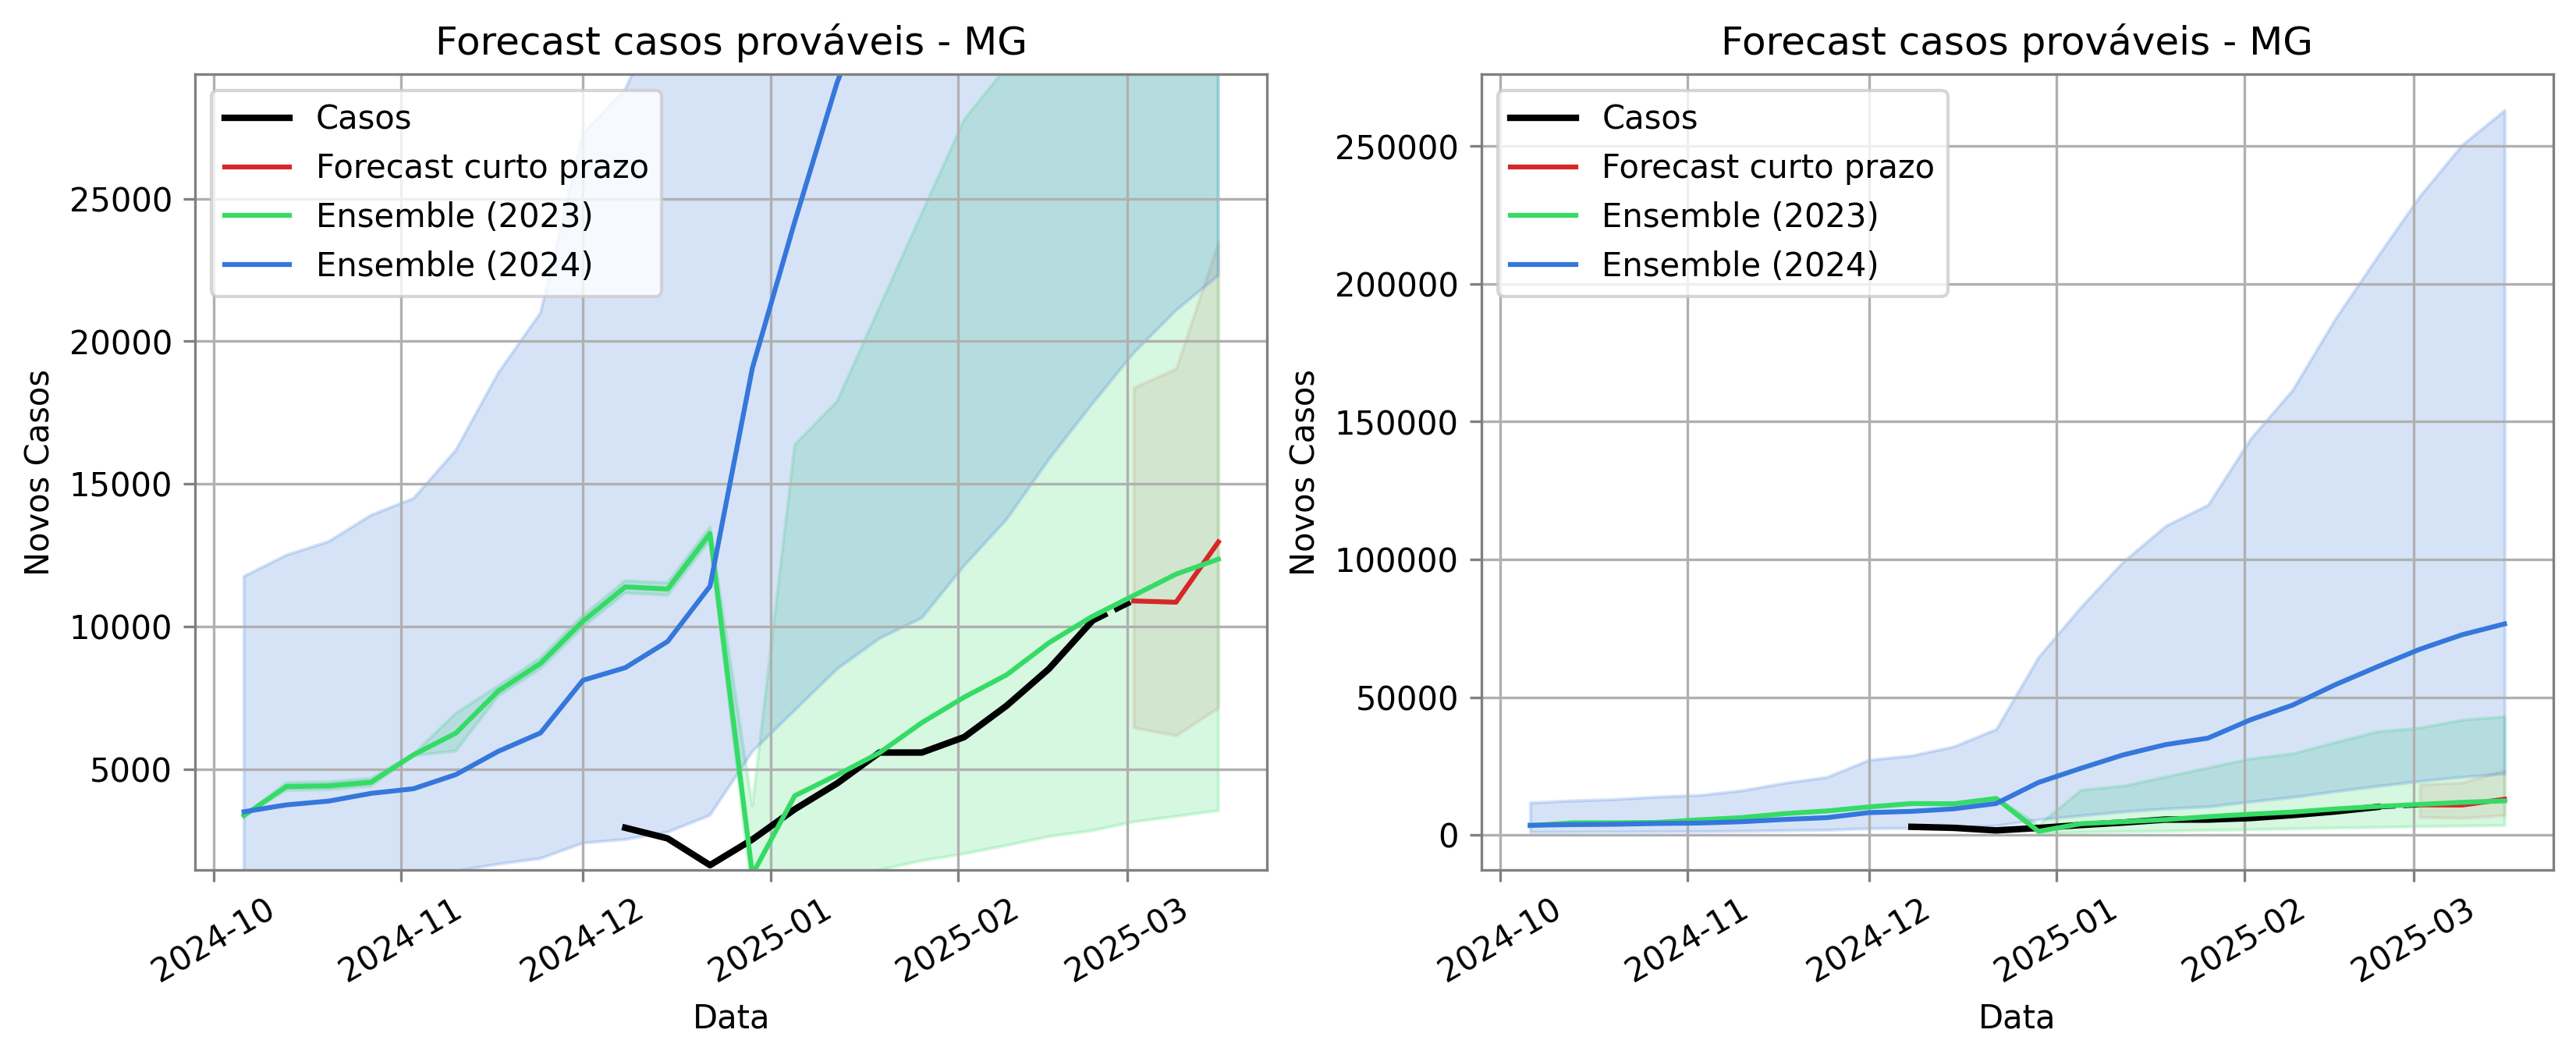 Forecast casos prováveis - MG
Casos
Forecast curto prazo
Ensemble (2023)
Ensemble (2024)
25000
20000
15000
10000
5000
Novos Casos
2024-10
2024-11
2024-12
2025-01
2025-02
2025-03
Data
Forecast casos prováveis - MG
Casos
Forecast curto prazo
Ensemble (2023)
Ensemble (2024)
250000
200000
150000
100000
50000
0
Novos Casos
2024-10
2024-11
2024-12
2025-01
2025-02
2025-03
Data